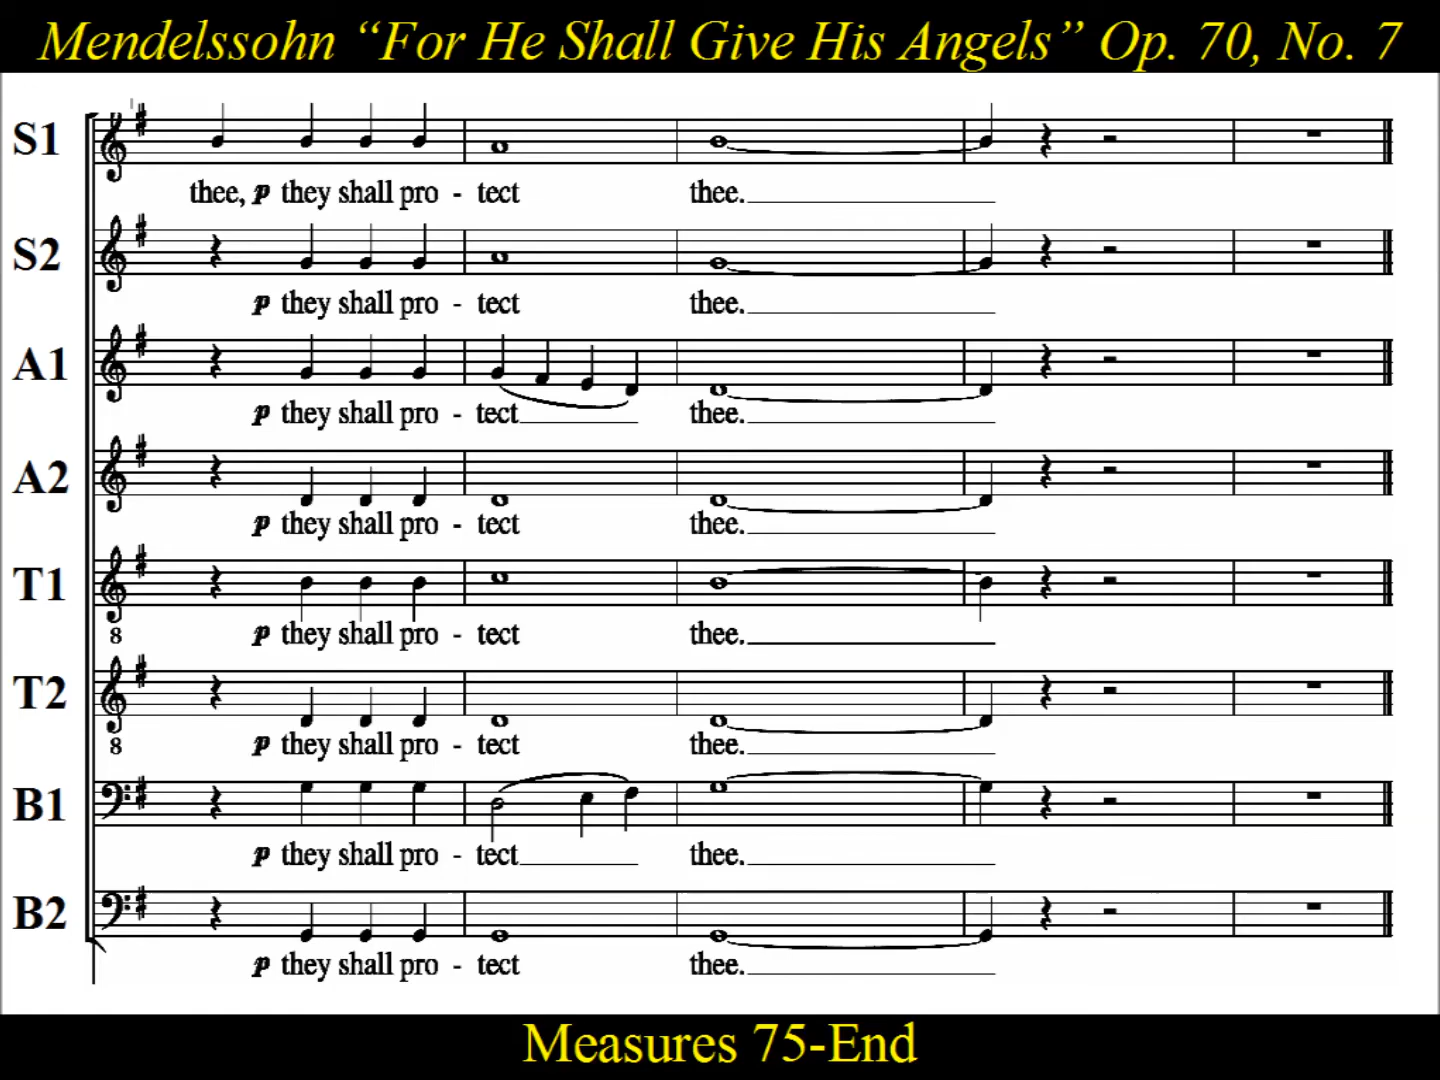 Mendelssohn “For He Shall Give His Angels” Op. 70, No. 7
S1
thee, p they shall pro - tect thee.
S2
p they shall pro - tect thee.
A1
p they shall pro - tect thee.
A2
p they shall pro - tect thee.
T1
8 p they shall pro - tect thee.
T2
8 p they shall pro - tect thee.
B1
p they shall pro - tect thee.
B2
p they shall pro - tect thee.
Measures 75-End